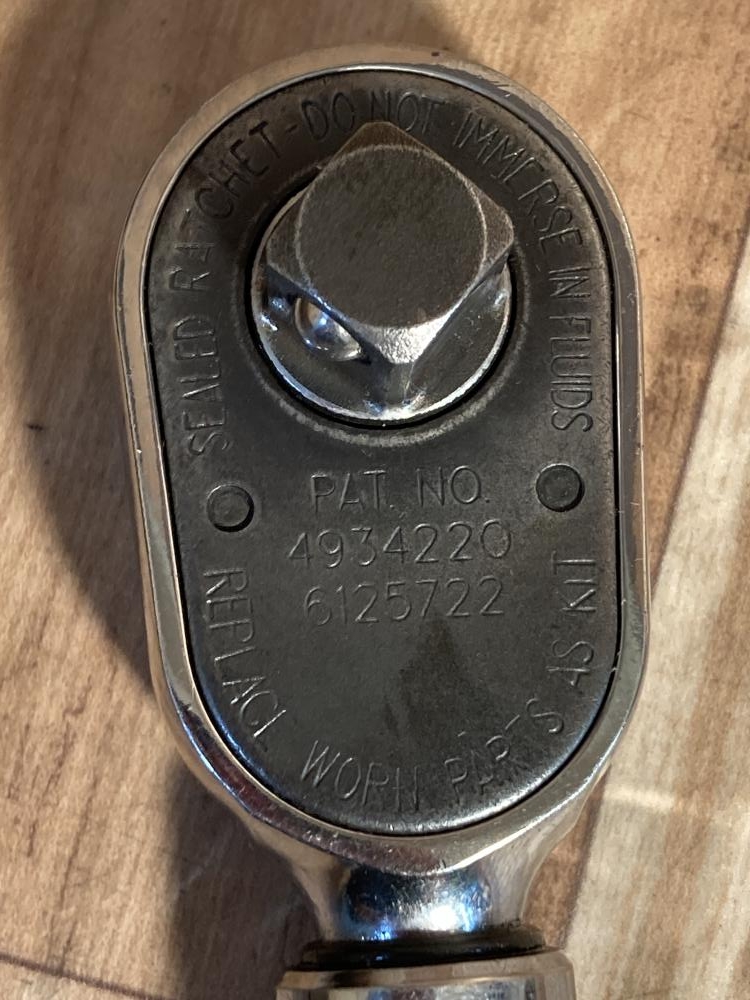 SEALED RATCHET-DO NOT IMMERSE IN FLUIDS
PAT. NO.
4934220
6125722
REPLACE WORN PARTS AS KIT